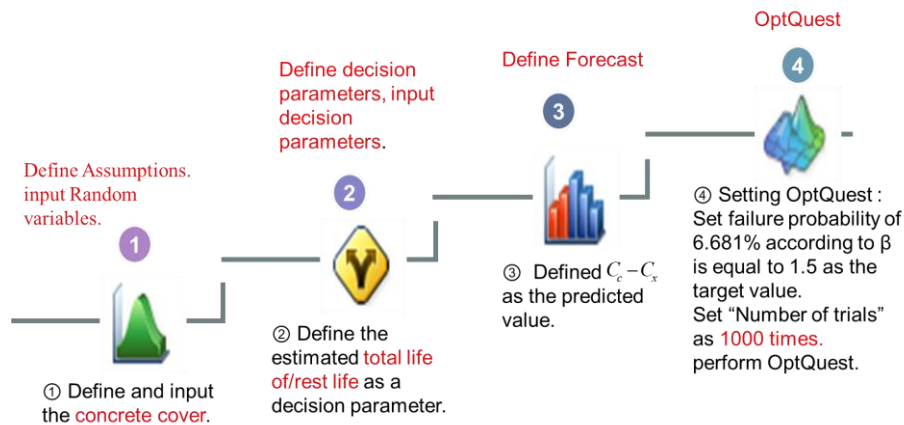 Define Assumptions.
input Random
variables.
1
① Define and input
the concrete cover.
Define decision
parameters, input
decision
parameters.
2
② Define the
estimated total life
of/rest life as a
decision parameter.
Define Forecast
3
③ Defined C_c – C_x
as the predicted
value.
OptQuest
4
④ Setting OptQuest :
Set failure probability of
6.681% according to β
is equal to 1.5 as the
target value.
Set “Number of trials”
as 1000 times.
perform OptQuest.